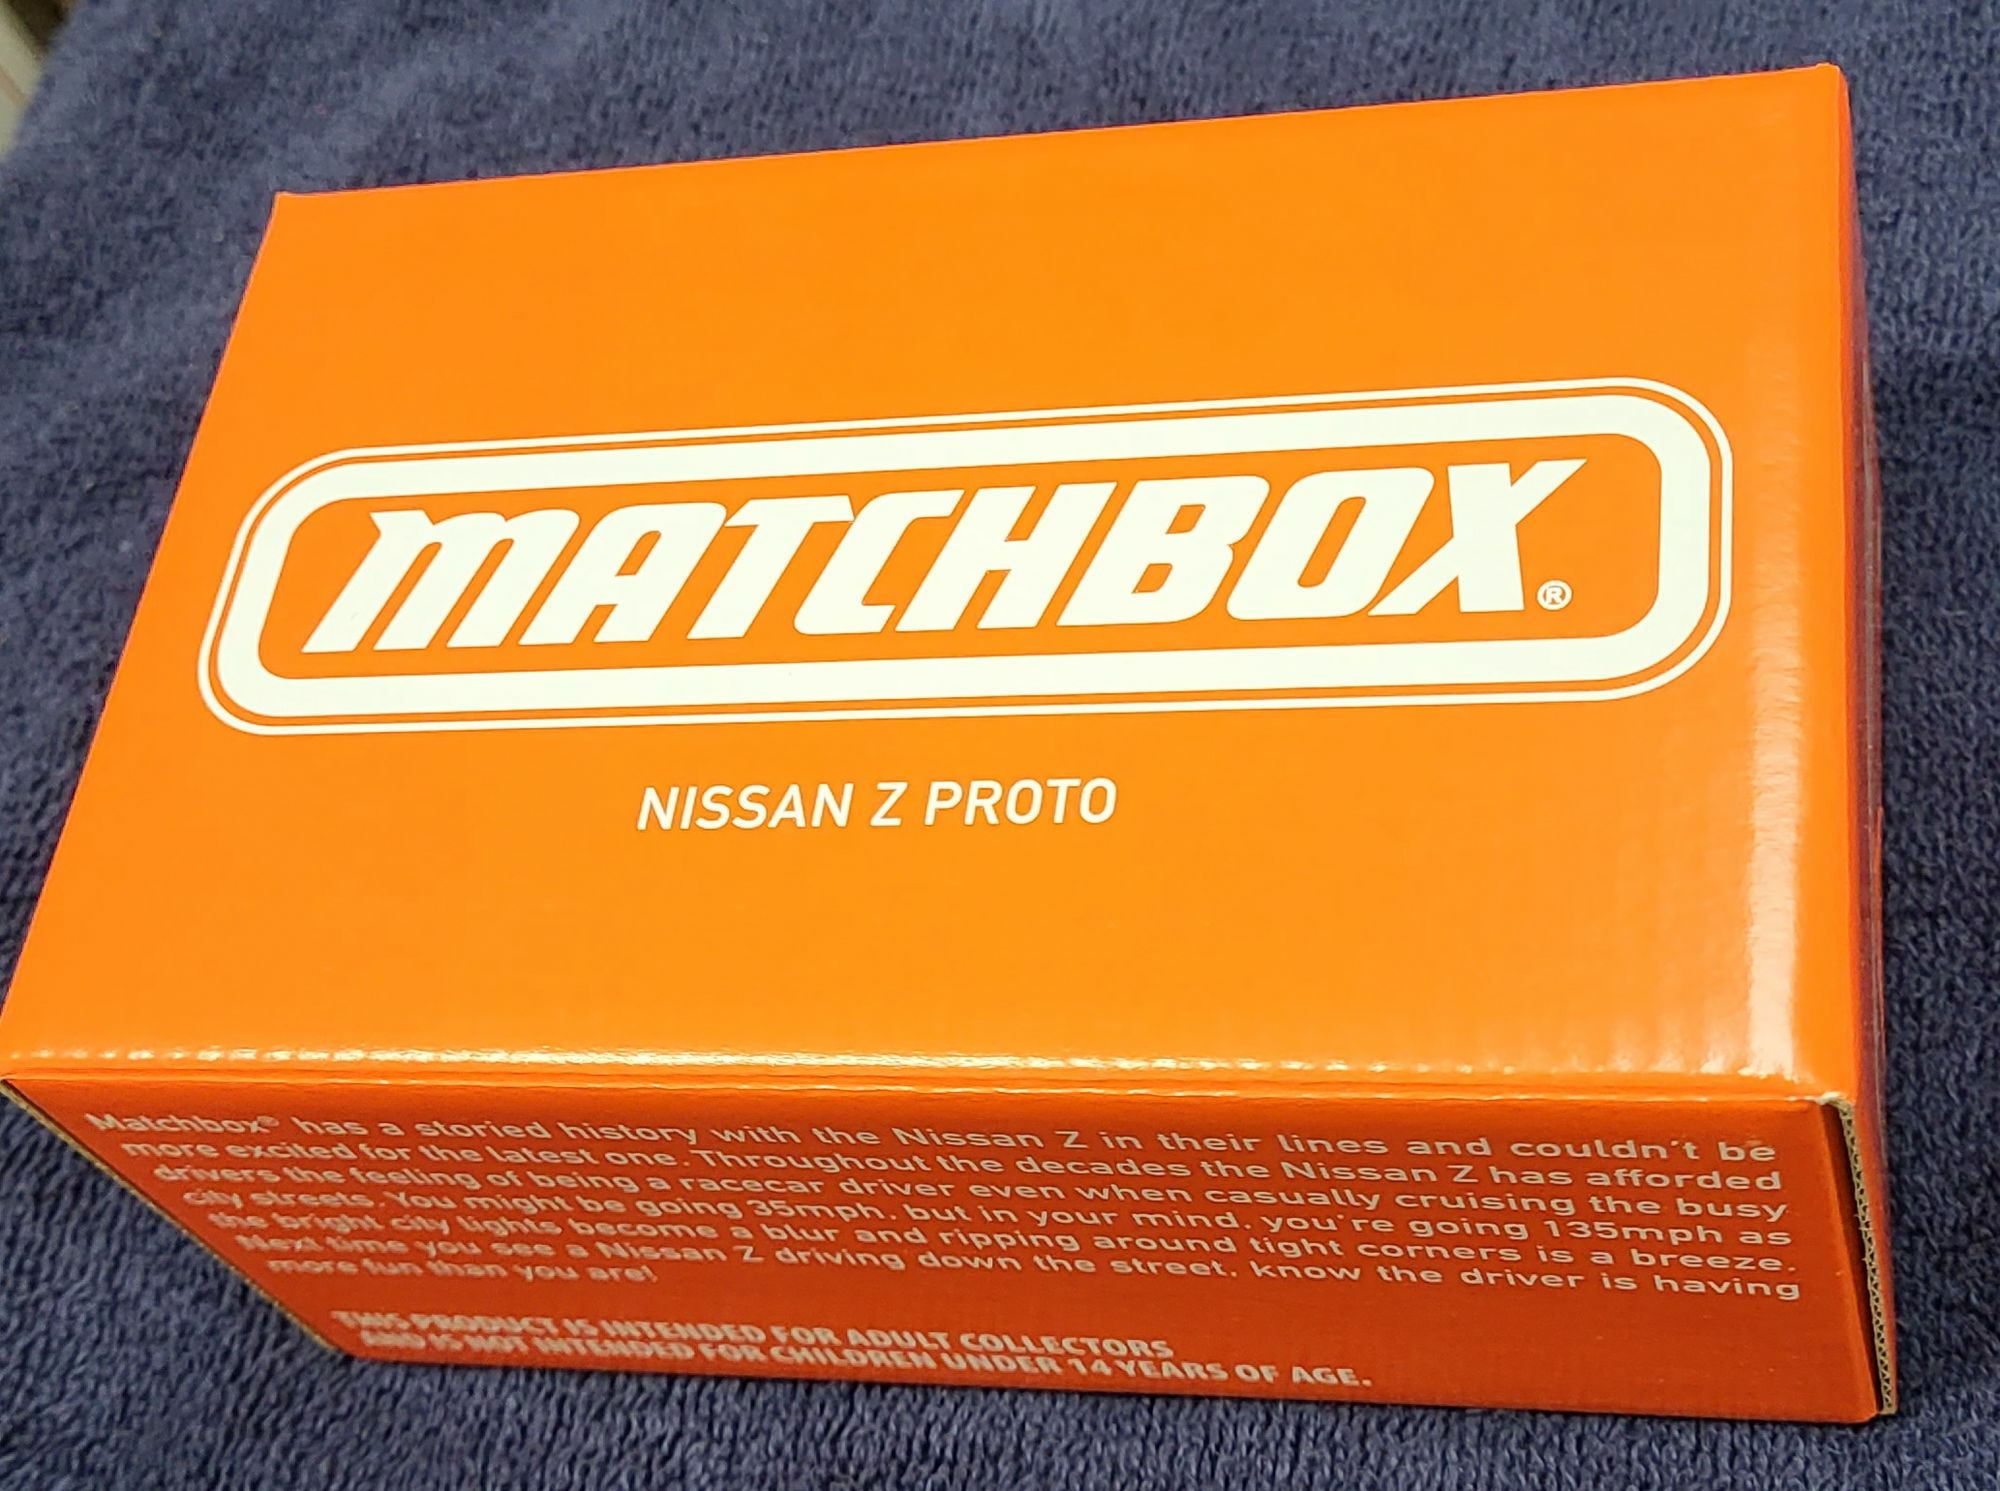 MATCHBOX®
NISSAN Z PROTO
Matchbox® has a storied history with the Nissan Z in their lines and couldn't be
more excited for the latest one. Throughout the decades the Nissan Z has afforded
drivers the feeling of being a racecar driver even when casually cruising the busy
city streets. You might be going 35mph, but in your mind, you're going 135mph as
the bright city lights become a blur and ripping around tight corners is a breeze.
Next time you see a Nissan Z driving down the street, know the driver is having
more fun than you are!
THIS PRODUCT IS INTENDED FOR ADULT COLLECTORS
AND IS NOT INTENDED FOR CHILDREN UNDER 14 YEARS OF AGE.